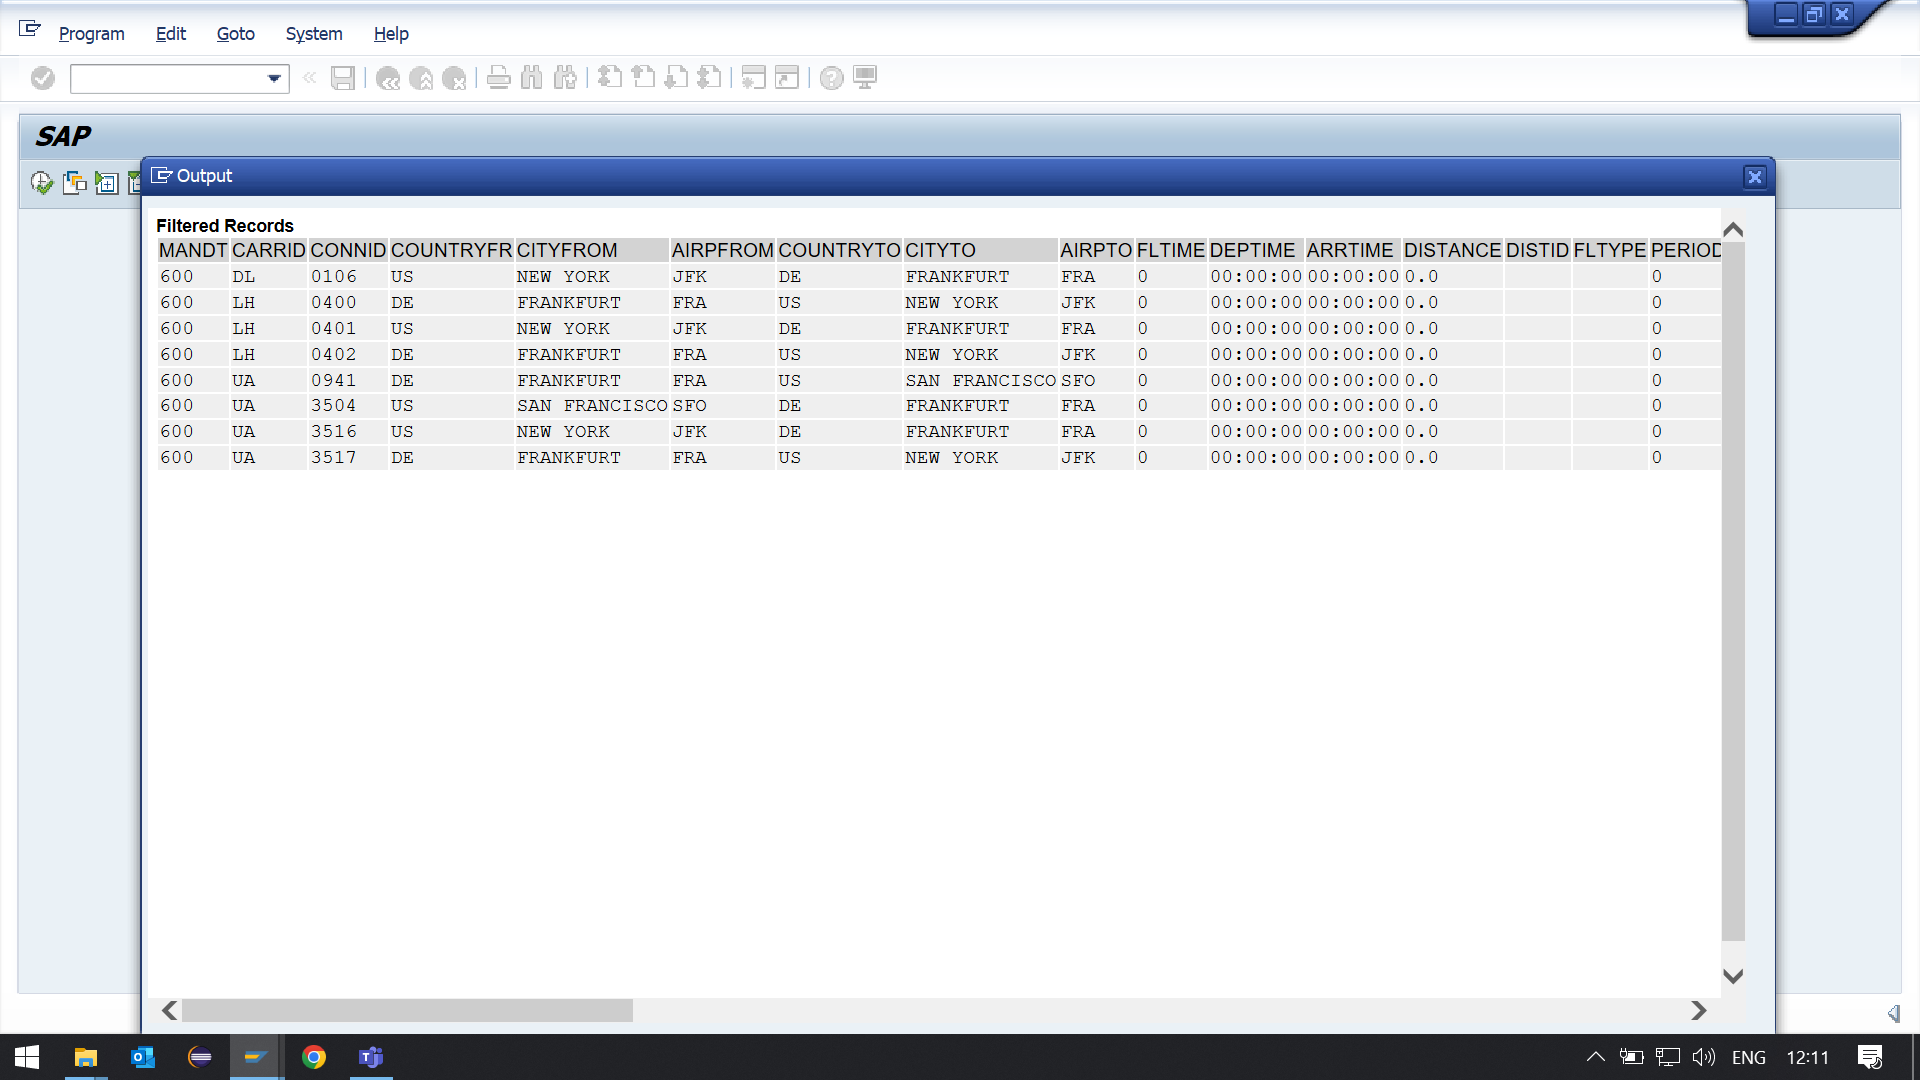 Program Edit Goto System Help
SAP
Output
Filtered Records
MANDT CARRID CONNID COUNTRYFR CITYFROM AIRPFROM COUNTRYTO CITYTO AIRPTO FLTIME DEPTIME ARRTIME DISTANCE DISTID FLTYPE PERIOD
600 DL 0106 US NEW YORK JFK DE FRANKFURT FRA 0 00:00:00 00:00:00 0.0 0
600 LH 0400 DE FRANKFURT FRA US NEW YORK JFK 0 00:00:00 00:00:00 0.0 0
600 LH 0401 US NEW YORK JFK DE FRANKFURT FRA 0 00:00:00 00:00:00 0.0 0
600 LH 0402 DE FRANKFURT FRA US NEW YORK JFK 0 00:00:00 00:00:00 0.0 0
600 UA 0941 DE FRANKFURT FRA US SAN FRANCISCO SFO 0 00:00:00 00:00:00 0.0 0
600 UA 3504 US SAN FRANCISCO SFO DE FRANKFURT FRA 0 00:00:00 00:00:00 0.0 0
600 UA 3516 US NEW YORK JFK DE FRANKFURT FRA 0 00:00:00 00:00:00 0.0 0
600 UA 3517 DE FRANKFURT FRA US NEW YORK JFK 0 00:00:00 00:00:00 0.0 0
ENG 12:11